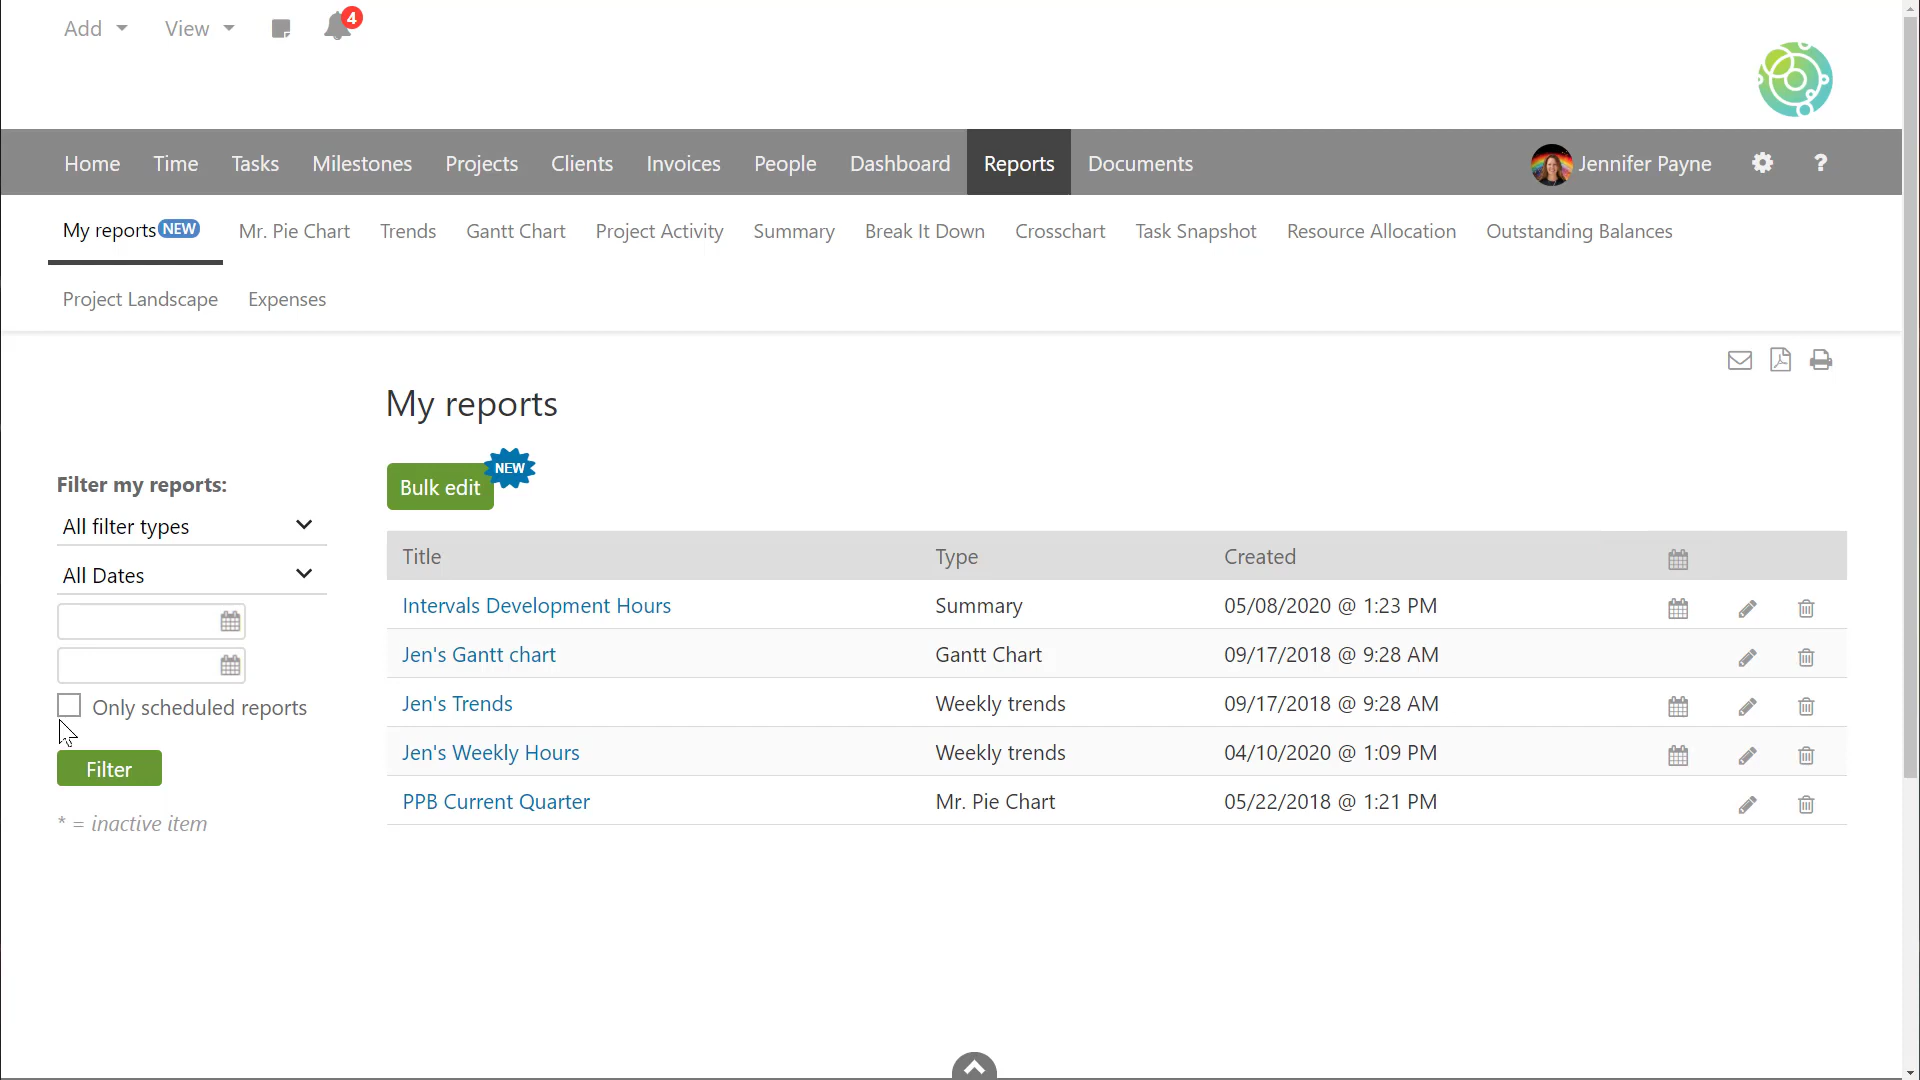 Add View 4
Home Time Tasks Milestones Projects Clients Invoices People Dashboard Reports Documents Jennifer Payne ?
My reports NEW Mr. Pie Chart Trends Gantt Chart Project Activity Summary Break It Down Crosschart Task Snapshot Resource Allocation Outstanding Balances
Project Landscape Expenses
My reports
Filter my reports:
All filter types
All Dates
Only scheduled reports
Filter
* = inactive item
Bulk edit NEW
Title Type Created
Intervals Development Hours Summary 05/08/2020 @ 1:23 PM
Jen's Gantt chart Gantt Chart 09/17/2018 @ 9:28 AM
Jen's Trends Weekly trends 09/17/2018 @ 9:28 AM
Jen's Weekly Hours Weekly trends 04/10/2020 @ 1:09 PM
PPB Current Quarter Mr. Pie Chart 05/22/2018 @ 1:21 PM